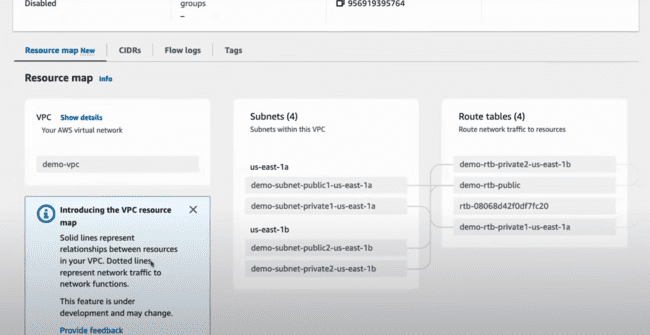 Disabled
groups
–
956919395764
Resource map New
CIDRs
Flow logs
Tags
Resource map Info
VPC Show details
Your AWS virtual network
demo-vpc
Introducing the VPC resource
map
Solid lines represent
relationships between resources
in your VPC. Dotted lines
represent network traffic to
network functions.
This feature is under
development and may change.
Provide feedback
Subnets (4)
Subnets within this VPC
us-east-1a
demo-subnet-public1-us-east-1a
demo-subnet-private1-us-east-1a
us-east-1b
demo-subnet-public2-us-east-1b
demo-subnet-private2-us-east-1b
Route tables (4)
Route network traffic to resources
demo-rtb-private2-us-east-1b
demo-rtb-public
rtb-08068d42f0df7fc20
demo-rtb-private1-us-east-1a